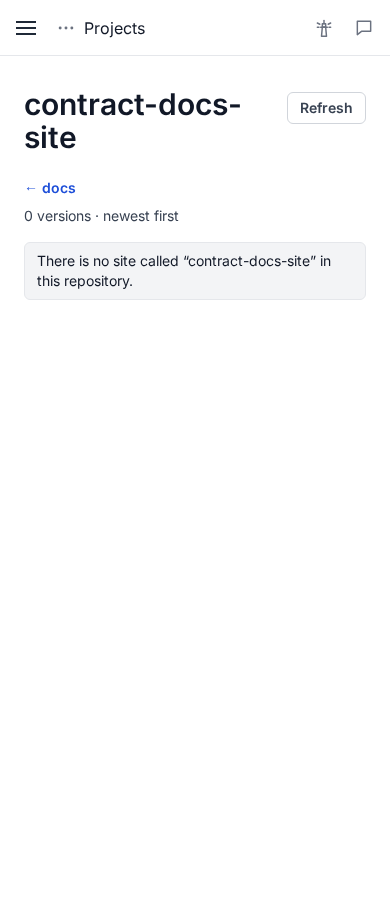 Projects
contract-docs-
site
Refresh
← docs
0 versions · newest first
There is no site called “contract-docs-site” in
this repository.